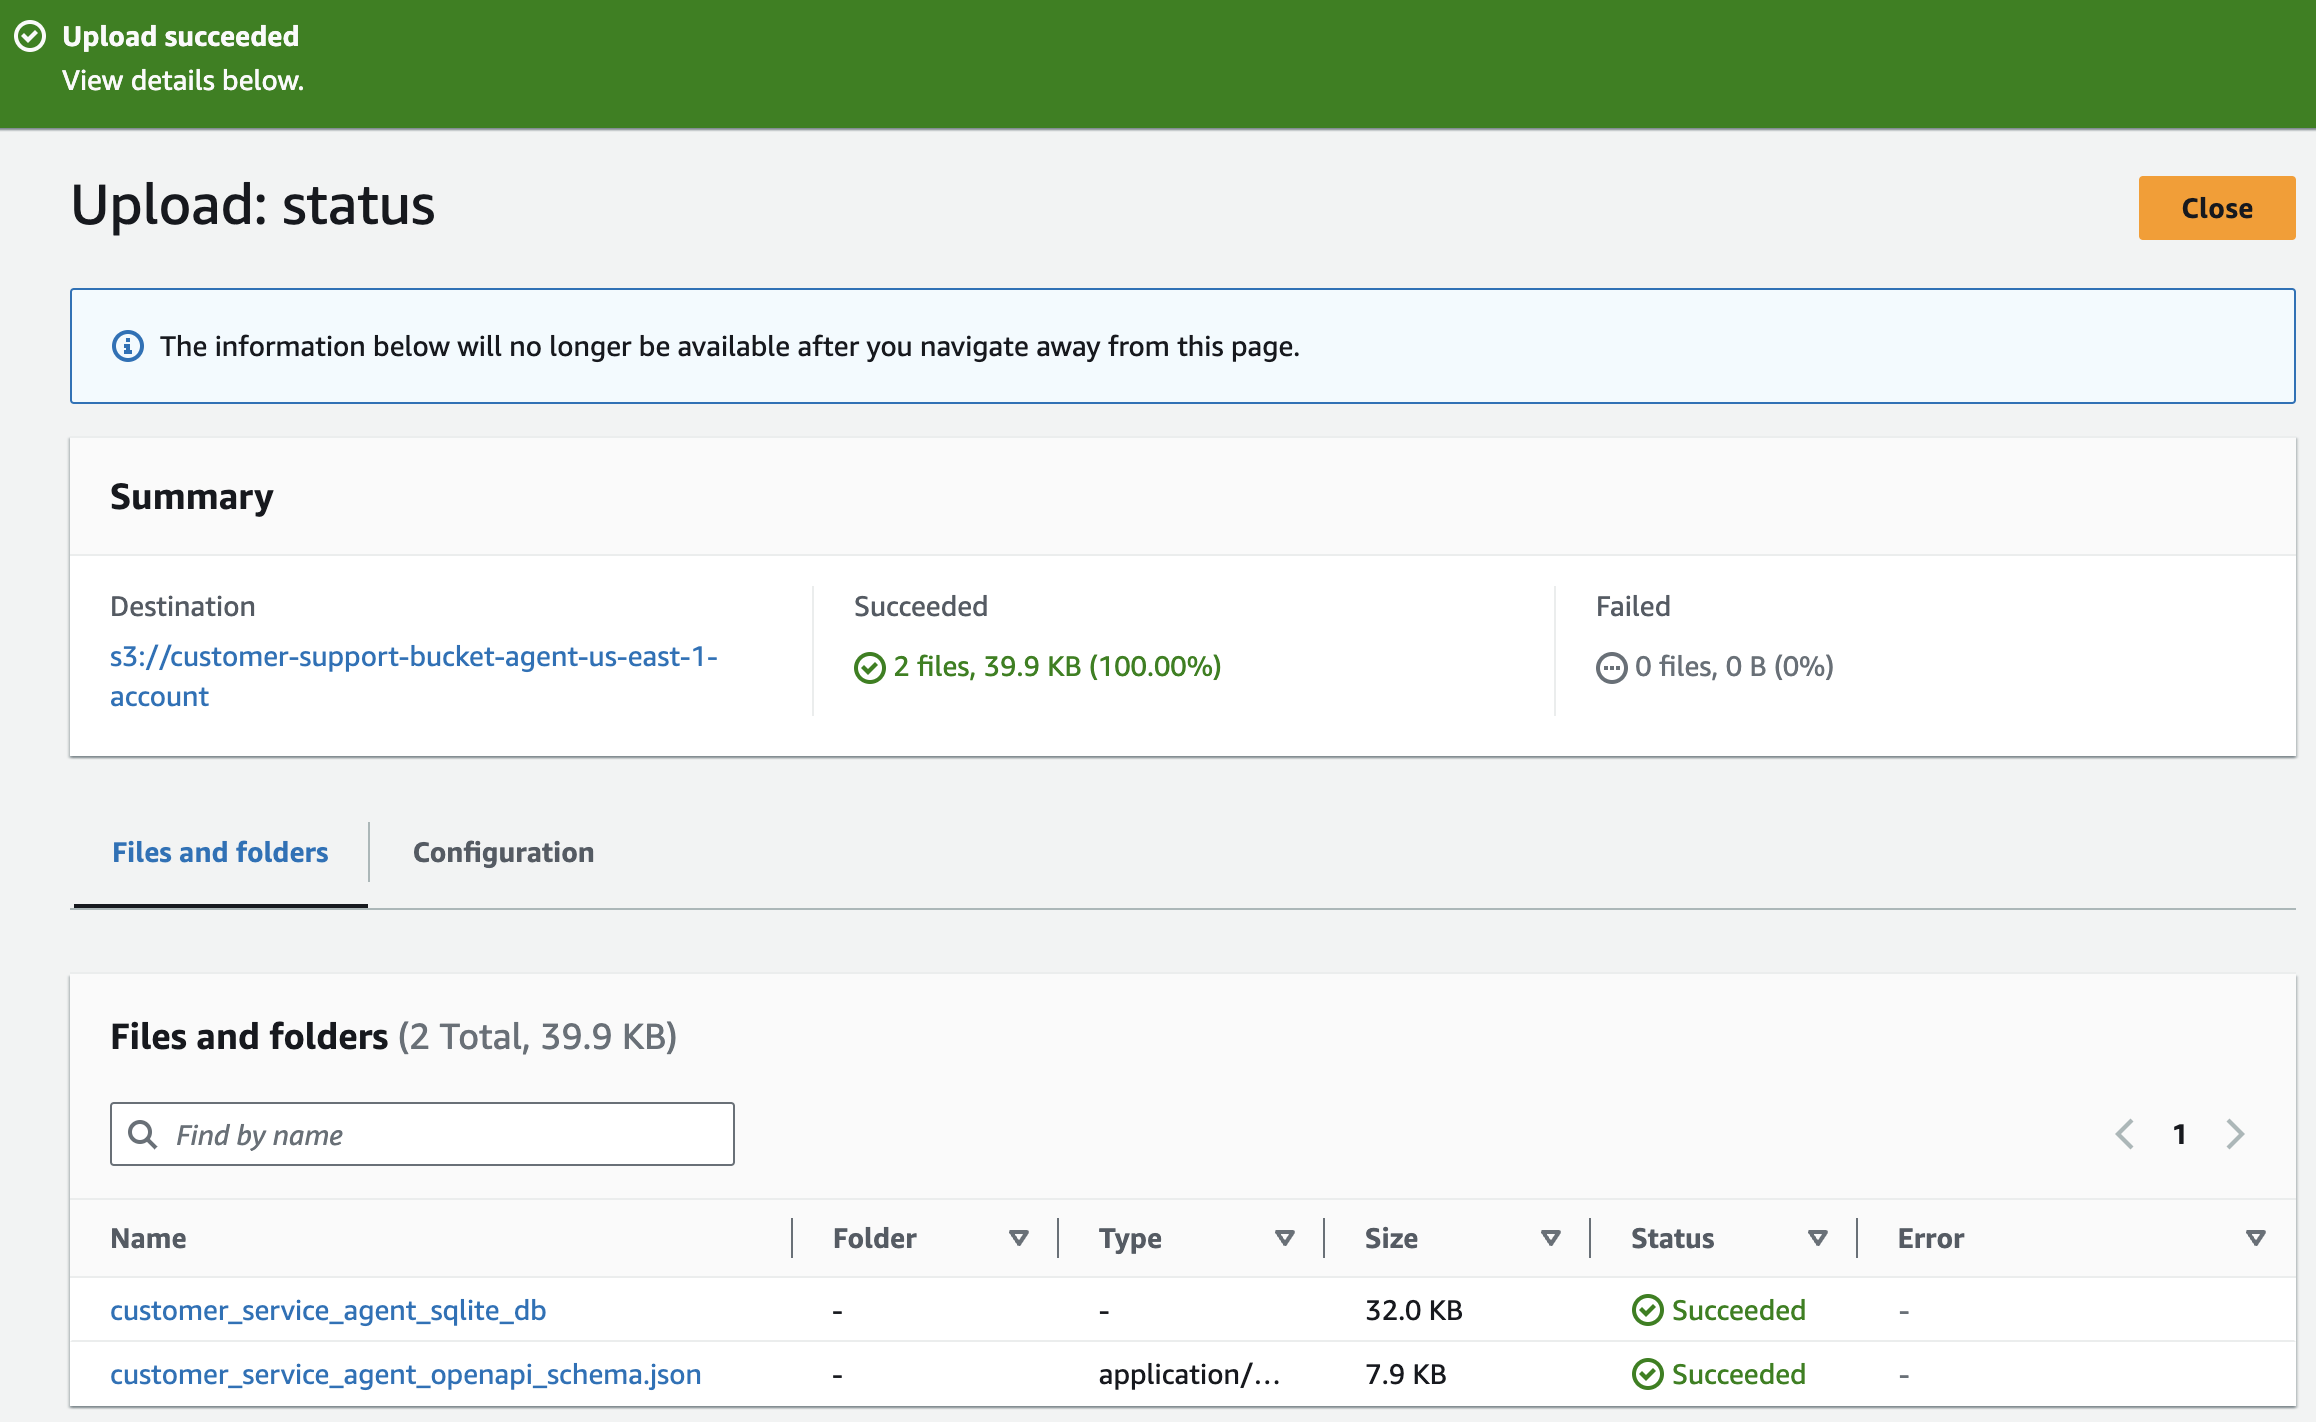 Upload succeeded
View details below.
Upload: status
Close
The information below will no longer be available after you navigate away from this page.
Summary
Destination
s3://customer-support-bucket-agent-us-east-1-
account
Succeeded
2 files, 39.9 KB (100.00%)
Failed
0 files, 0 B (0%)
Files and folders
Configuration
Files and folders (2 Total, 39.9 KB)
Find by name
1
Name Folder Type Size Status Error
customer_service_agent_sqlite_db - - 32.0 KB Succeeded -
customer_service_agent_openapi_schema.json - application/... 7.9 KB Succeeded -